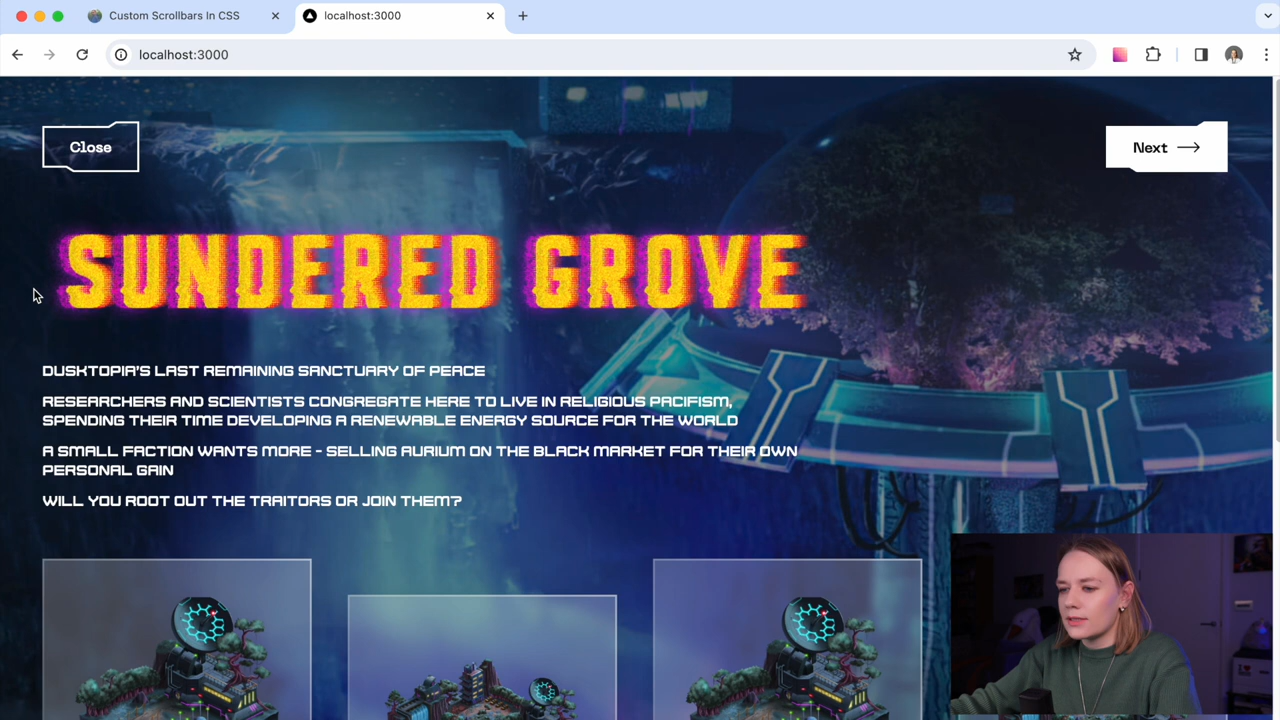 Custom Scrollbars In CSS
localhost:3000
localhost:3000
Close
Next
SUNDERED GROVE
DUSKTOPIA'S LAST REMAINING SANCTUARY OF PEACE
RESEARCHERS AND SCIENTISTS CONGREGATE HERE TO LIVE IN RELIGIOUS PACIFISM,
SPENDING THEIR TIME DEVELOPING A RENEWABLE ENERGY SOURCE FOR THE WORLD
A SMALL FACTION WANTS MORE - SELLING AURIUM ON THE BLACK MARKET FOR THEIR OWN
PERSONAL GAIN
WILL YOU ROOT OUT THE TRAITORS OR JOIN THEM?